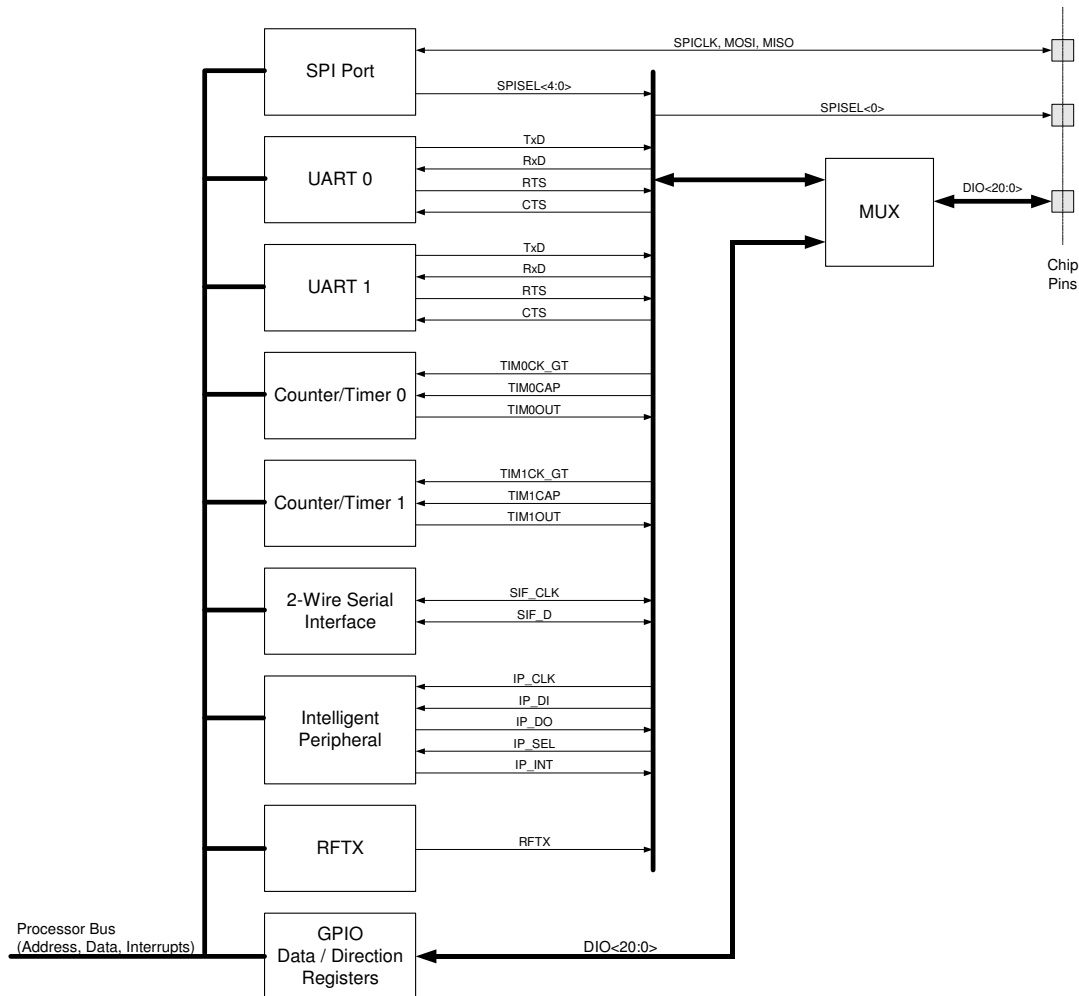 SPICLK, MOSI, MISO
SPI Port
SPISEL<4:0>
SPISEL<0>
TxD
RxD
UART 0
RTS
CTS
MUX
DIO<20:0>
Chip
Pins
TxD
RxD
UART 1
RTS
CTS
TIM0CK_GT
Counter/Timer 0
TIM0CAP
TIM0OUT
TIM1CK_GT
Counter/Timer 1
TIM1CAP
TIM1OUT
2-Wire Serial
Interface
SIF_CLK
SIF_D
IP_CLK
IP_DI
Intelligent
Peripheral
IP_DO
IP_SEL
IP_INT
RFTX
RFTX
Processor Bus
(Address, Data, Interrupts)
GPIO
Data / Direction
Registers
DIO<20:0>